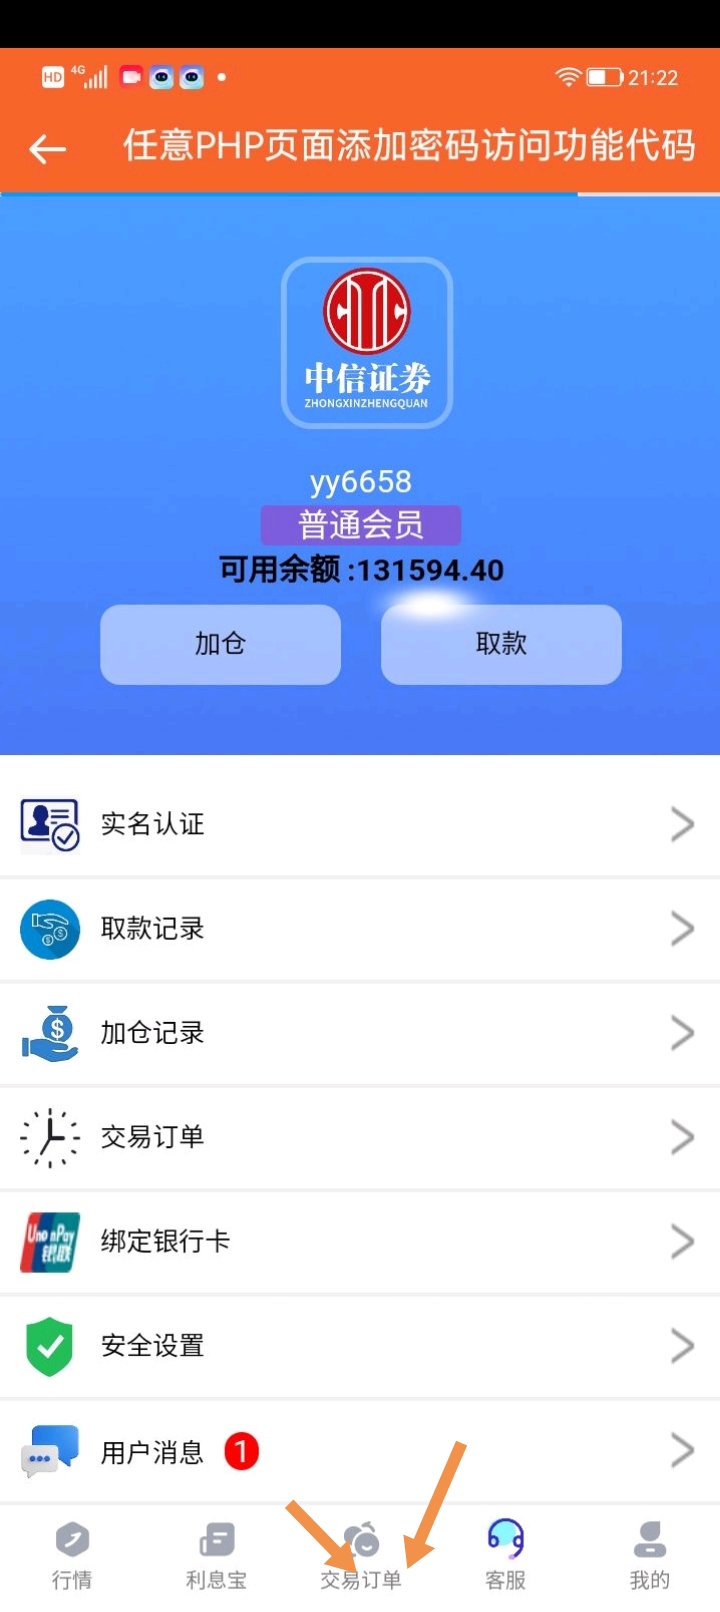 HD 4G 21:22
任意PHP页面添加密码访问功能代码
中信证券
ZHONGXINZHENGQUAN
yy6658
普通会员
可用余额 :131594.40
加仓 取款
实名认证
取款记录
加仓记录
交易订单
UnionPay
银联
绑定银行卡
安全设置
用户消息 1
行情 利息宝 交易订单 客服 我的